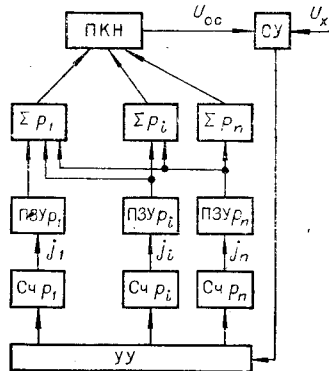 ПКН U_ос СУ U_x
Σ p_1 Σ p_i Σ p_n
ПЗУ p_1 ПЗУ p_i ПЗУ p_n
j_1 j_i j_n
Сч p_1 Сч p_i Сч p_n
УУ